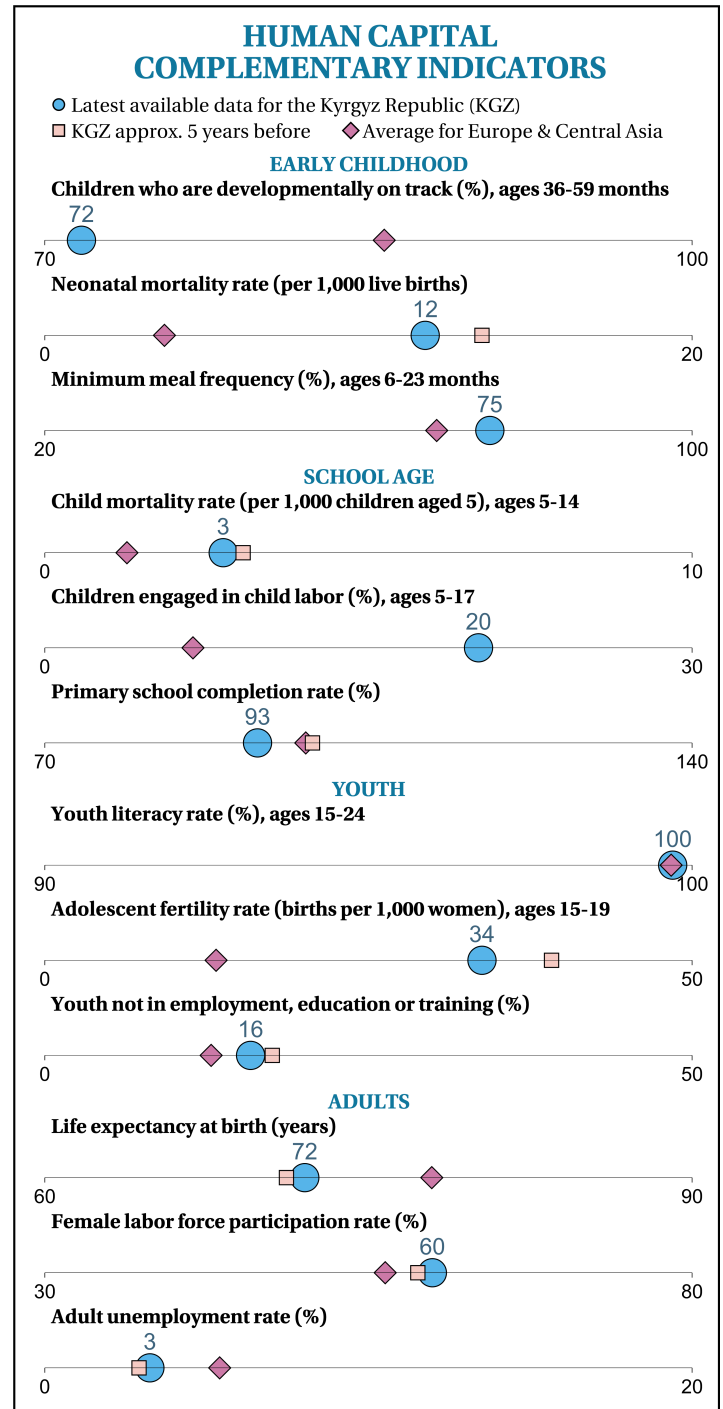 HUMAN CAPITAL
COMPLEMENTARY INDICATORS
Latest available data for the Kyrgyz Republic (KGZ)
KGZ approx. 5 years before Average for Europe & Central Asia
EARLY CHILDHOOD
Children who are developmentally on track (%), ages 36-59 months
72
70 100
Neonatal mortality rate (per 1,000 live births)
12
0 20
Minimum meal frequency (%), ages 6-23 months
75
20 100
SCHOOL AGE
Child mortality rate (per 1,000 children aged 5), ages 5-14
3
0 10
Children engaged in child labor (%), ages 5-17
20
0 30
Primary school completion rate (%)
93
70 140
YOUTH
Youth literacy rate (%), ages 15-24
100
90 100
Adolescent fertility rate (births per 1,000 women), ages 15-19
34
0 50
Youth not in employment, education or training (%)
16
0 50
ADULTS
Life expectancy at birth (years)
72
60 90
Female labor force participation rate (%)
60
30 80
Adult unemployment rate (%)
3
0 20